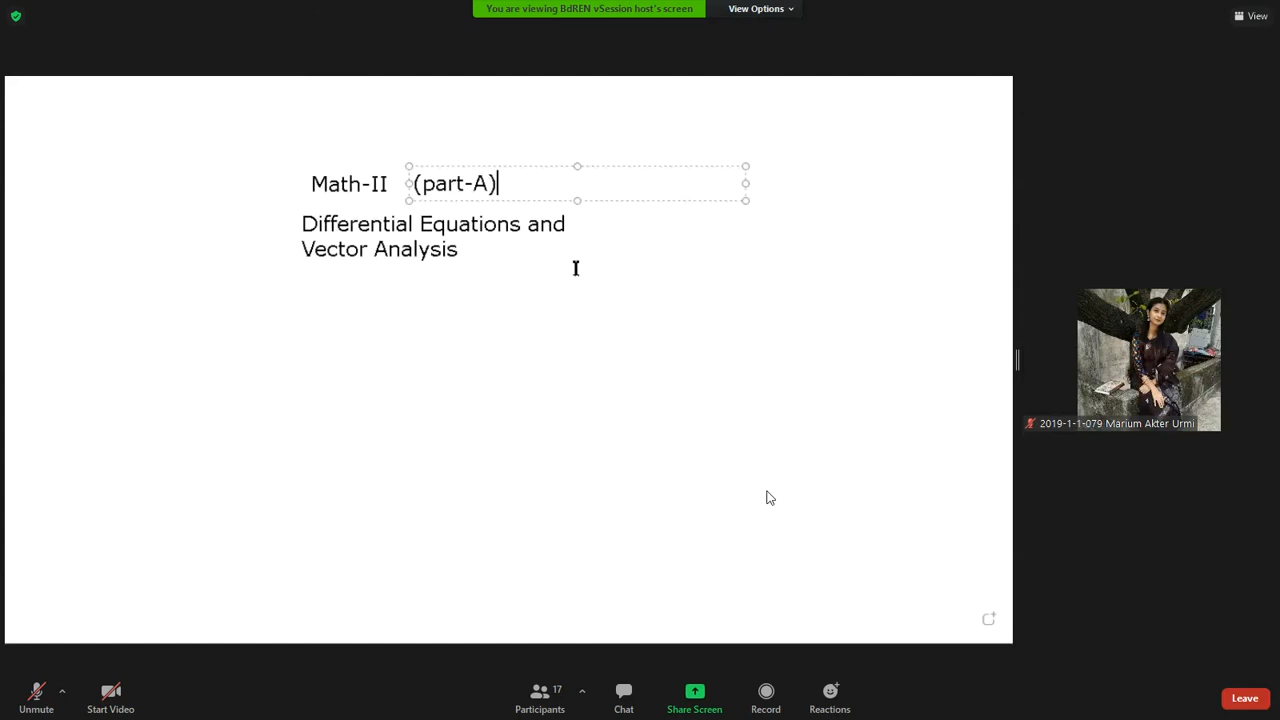 You are viewing BdREN vSession host's screen View Options
View
Math-II (part-A)
Differential Equations and
Vector Analysis
2019-1-1-079 Marium Akter Urmi
17
Unmute Start Video Participants Chat Share Screen Record Reactions Leave